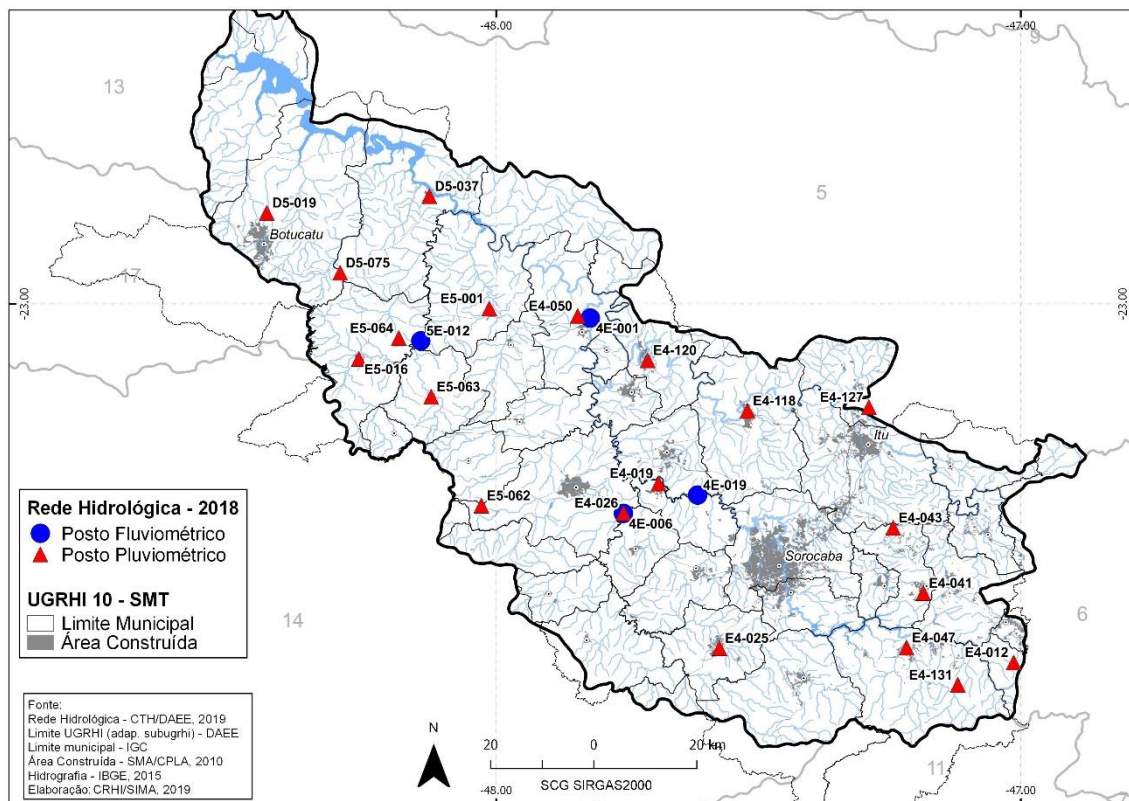 -48.00
-47.00
9
13
5
D5-037
D5-019
Botucatu
17
D5-075
-23.00
-23.00
E5-001
E4-050
4E-001
E5-064
5E-012
E5-016
E4-120
E5-063
E4-118
E4-127
Itu
E4-019
4E-019
E5-062
E4-026
4E-006
E4-043
Sorocaba
E4-041
14
6
E4-025
E4-047
E4-012
E4-131
11
Rede Hidrológica - 2018
Posto Fluviométrico
Posto Pluviométrico
UGRHI 10 - SMT
Limite Municipal
Área Construída
Fonte:
Rede Hidrológica - CTH/DAEE, 2019
Limite UGRHI (adap. subugrhi) - DAEE
Limite municipal - IGC
Área Construída - SMA/CPLA, 2010
Hidrografia - IBGE, 2015
Elaboração: CRHI/SIMA, 2019
N
20 0 20 km
SCG SIRGAS2000
-48.00
-47.00